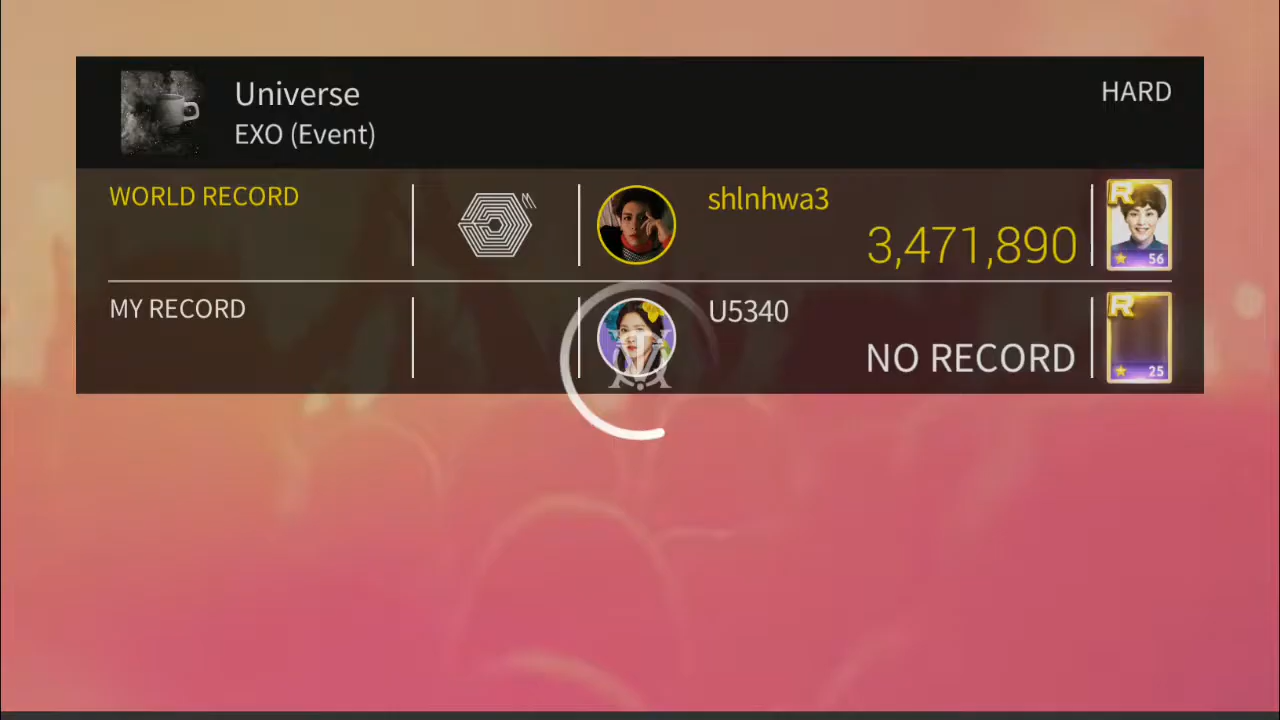 Universe
HARD
EXO (Event)
WORLD RECORD
shlnhwa3
3,471,890
R
56
MY RECORD
U5340
NO RECORD
R
25